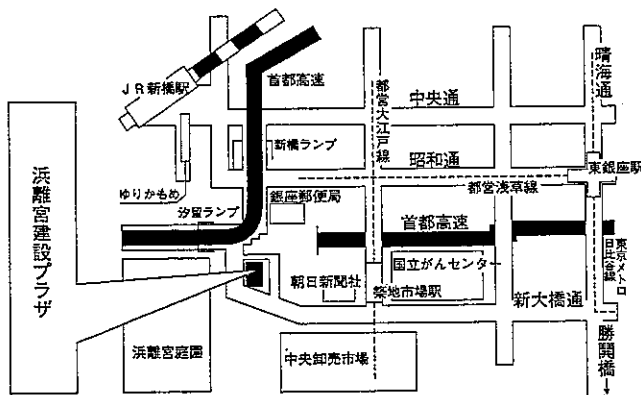 JR新橋駅
首都高速
都営大江戸線
中央通
晴海通
新橋ランプ
昭和通
東銀座駅
都営浅草線
ゆりかもめ
汐留ランプ
銀座郵便局
首都高速
浜離宮建設プラザ
朝日新聞社
国立がんセンター
東京メトロ
日比谷線
築地市場駅
新大橋通
浜離宮庭園
中央卸売市場
勝鬨橋